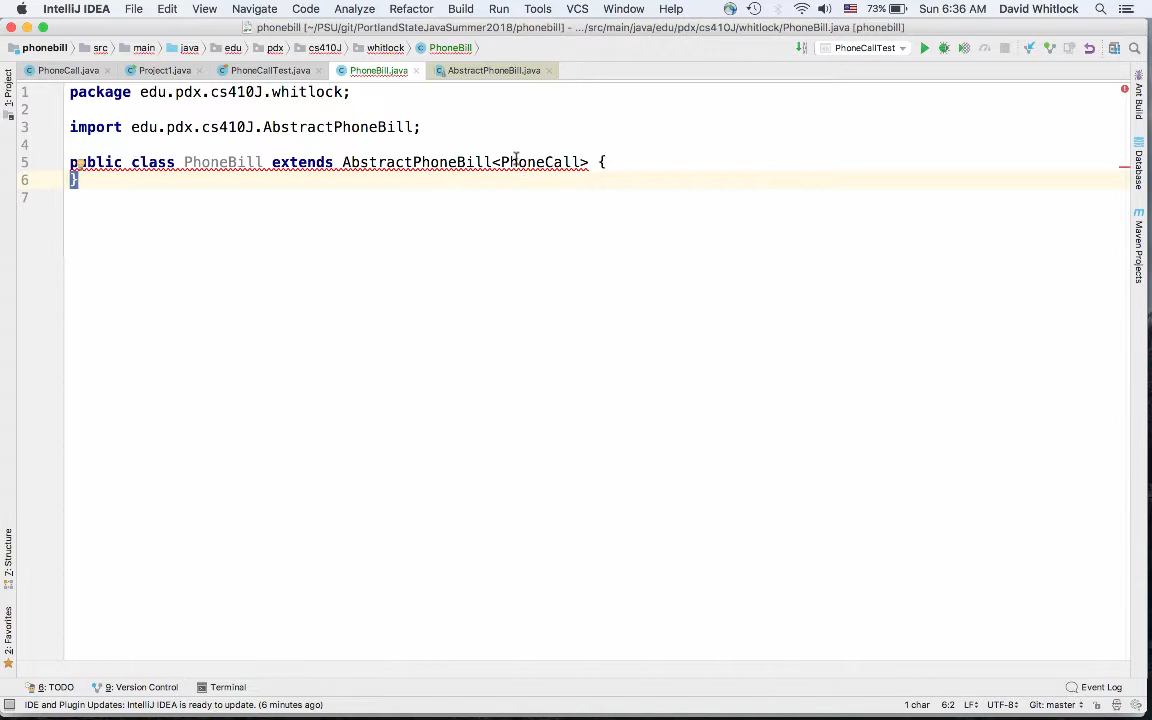 IntelliJ IDEA File Edit View Navigate Code Analyze Refactor Build Run Tools VCS Window Help 73% Sun 6:36 AM David Whitlock
phonebill [~/PSU/git/PortlandStateJavaSummer2018/phonebill] - .../src/main/java/edu/pdx/cs410J/whitlock/PhoneBill.java [phonebill]
phonebill src main java edu pdx cs410J whitlock PhoneBill PhoneCallTest
PhoneCall.java Project1.java PhoneCallTest.java PhoneBill.java AbstractPhoneBill.java
1 package edu.pdx.cs410J.whitlock;
2
3 import edu.pdx.cs410J.AbstractPhoneBill;
4
5 public class PhoneBill extends AbstractPhoneBill<PhoneCall> {
6 }
7
1: Project
7: Structure
2: Favorites
Ant Build
Database
Maven Projects
6: TODO 9: Version Control Terminal Event Log
IDE and Plugin Updates: IntelliJ IDEA is ready to update. (6 minutes ago) 1 char 6:2 LF UTF-8 Git: master